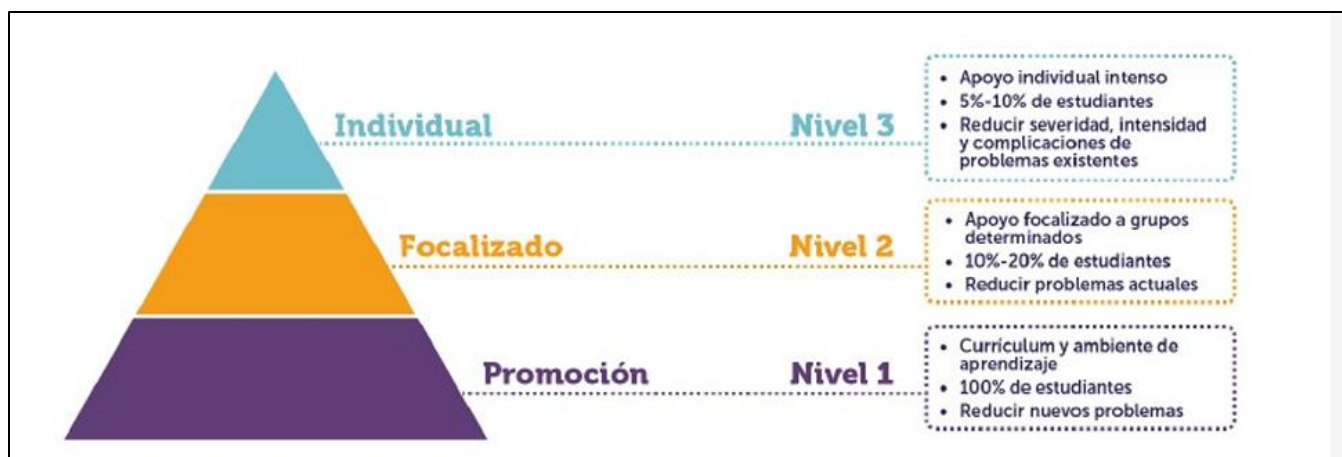 Individual
Nivel 3
• Apoyo individual intenso
• 5%-10% de estudiantes
• Reducir severidad, intensidad
y complicaciones de
problemas existentes
Focalizado
Nivel 2
• Apoyo focalizado a grupos
determinados
• 10%-20% de estudiantes
• Reducir problemas actuales
Promoción
Nivel 1
• Currículum y ambiente de
aprendizaje
• 100% de estudiantes
• Reducir nuevos problemas